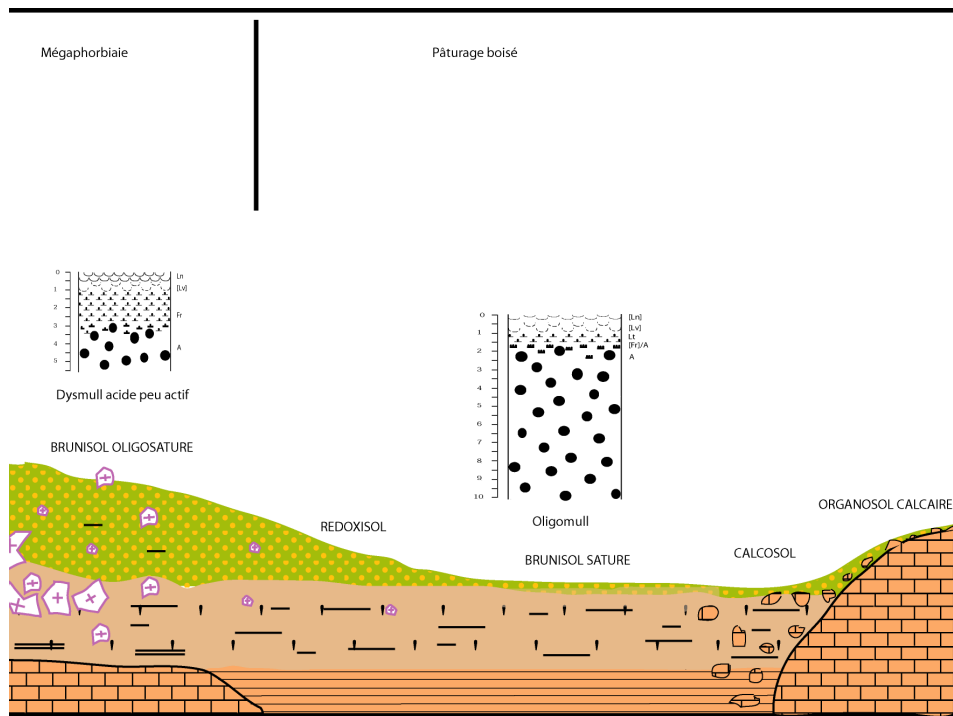 Mégaphorbiaie
Pâturage boisé
0
1
2
3
4
5
Ln
[Lv]
Fr
A
Dysmull acide peu actif
0
1
2
3
4
5
6
7
8
9
10
[Ln]
[Lv]
Lt
[Fr]/A
A
Oligomull
BRUNISOL OLIGOSATURE
REDOXISOL
BRUNISOL SATURE
CALCOSOL
ORGANOSOL CALCAIRE